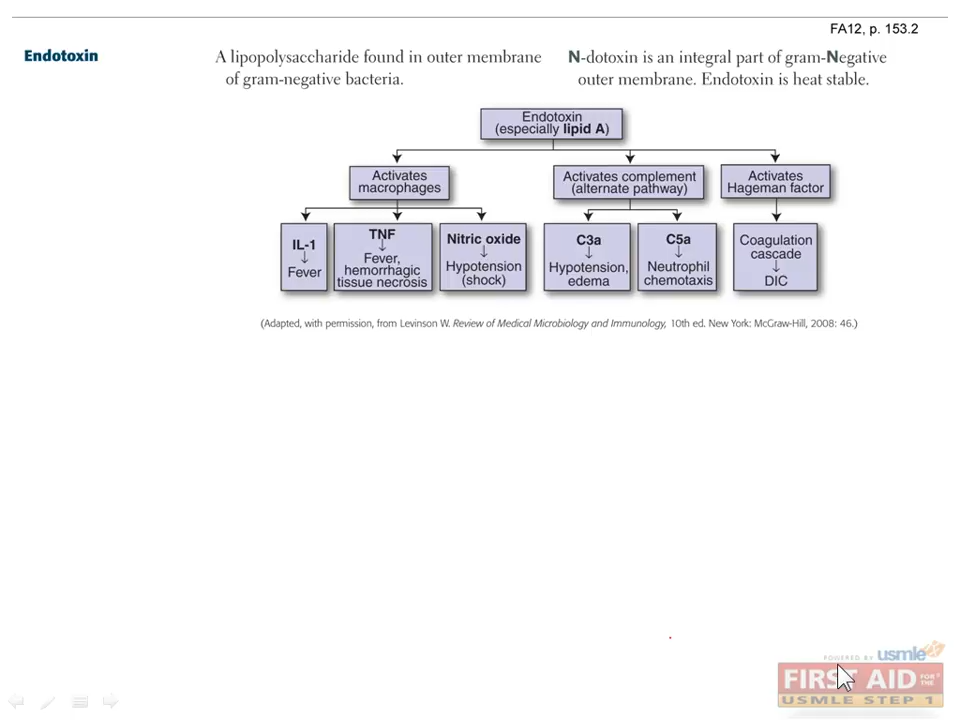 FA12, p. 153.2
Endotoxin
A lipopolysaccharide found in outer membrane
of gram-negative bacteria.
N-dotoxin is an integral part of gram-Negative
outer membrane. Endotoxin is heat stable.
Endotoxin
(especially lipid A)
Activates
macrophages
Activates complement
(alternate pathway)
Activates
Hageman factor
IL-1
↓
Fever
TNF
↓
Fever,
hemorrhagic
tissue necrosis
Nitric oxide
↓
Hypotension
(shock)
C3a
↓
Hypotension,
edema
C5a
↓
Neutrophil
chemotaxis
Coagulation
cascade
↓
DIC
(Adapted, with permission, from Levinson W. Review of Medical Microbiology and Immunology, 10th ed. New York: McGraw-Hill, 2008: 46.)
POWERED BY usmle
FIRST AID FOR THE
USMLE STEP 1